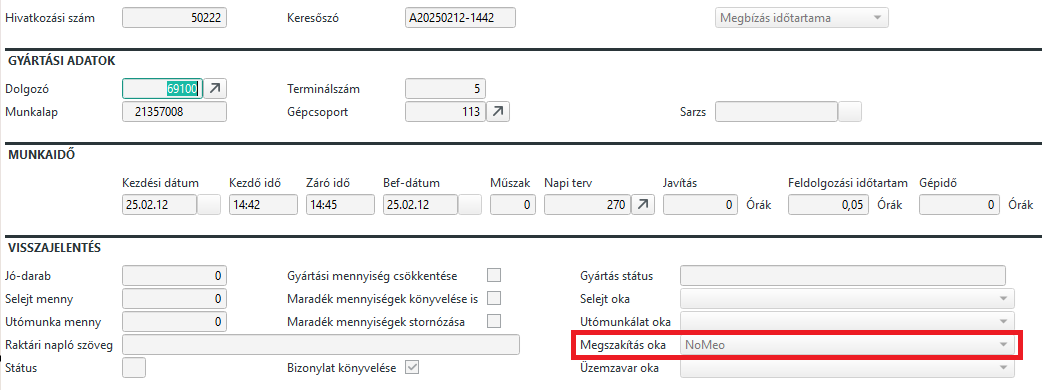 Hivatkozási szám 50222 Keresőszó A20250212-1442 Megbízás időtartama
GYÁRTÁSI ADATOK
Dolgozó 69100 Terminálszám 5
Munkalap 21357008 Gépcsoport 113 Sarzs
MUNKAIDŐ
Kezdési dátum Kezdő idő Záró idő Bef-dátum Műszak Napi terv Javítás Feldolgozási időtartam Gépidő
25.02.12 14:42 14:45 25.02.12 0 270 0 Órák 0,05 Órák 0 Órák
VISSZAJELENTÉS
Jó-darab 0 Gyártási mennyiség csökkentése Gyártás státus
Selejt menny 0 Maradék mennyiségek könyvelése is Selejt oka
Utómunka menny 0 Maradék mennyiségek stornózása Utómunkálat oka
Raktári napló szöveg Megszakítás oka NoMeo
Státus Bizonylat könyvelése Üzemzavar oka